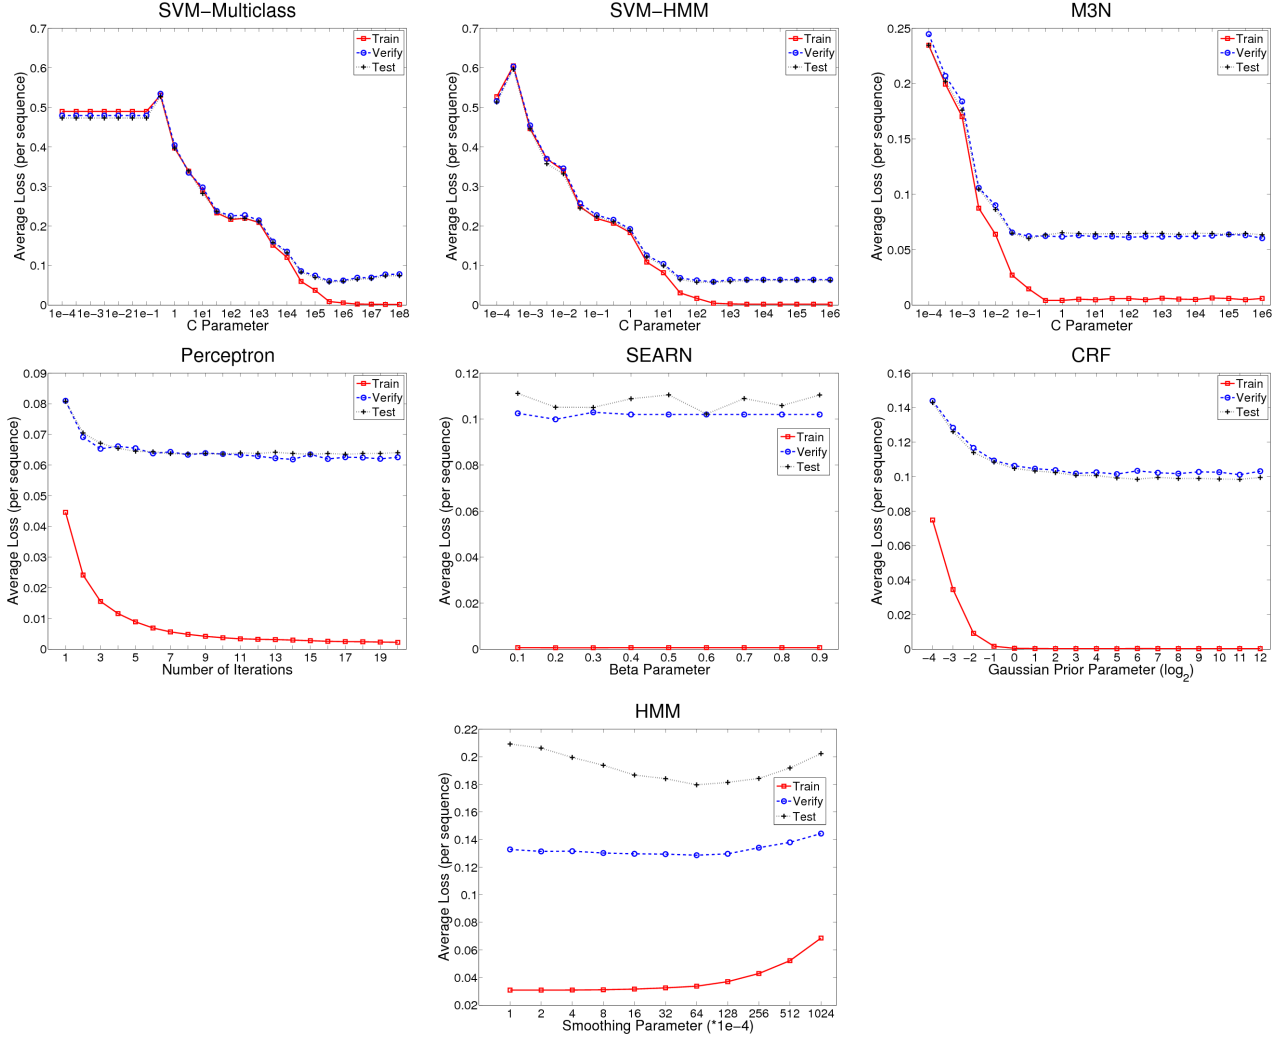 SVM−Multiclass
0.7
0.6
0.5
0.4
0.3
0.2
0.1
0
Average Loss (per sequence)
Train
Verify
Test
1e−41e−31e−21e−1 1 1e1 1e2 1e3 1e4 1e5 1e6 1e7 1e8
C Parameter
SVM−HMM
0.7
0.6
0.5
0.4
0.3
0.2
0.1
0
Average Loss (per sequence)
Train
Verify
Test
1e−4 1e−3 1e−2 1e−1 1 1e1 1e2 1e3 1e4 1e5 1e6
C Parameter
M3N
0.25
0.2
0.15
0.1
0.05
0
Average Loss (per sequence)
Train
Verify
Test
1e−4 1e−3 1e−2 1e−1 1 1e1 1e2 1e3 1e4 1e5 1e6
C Parameter
Perceptron
0.09
0.08
0.07
0.06
0.05
0.04
0.03
0.02
0.01
0
Average Loss (per sequence)
Train
Verify
Test
1 3 5 7 9 11 13 15 17 19
Number of Iterations
SEARN
0.12
0.1
0.08
0.06
0.04
0.02
0
Average Loss (per sequence)
Train
Verify
Test
0.1 0.2 0.3 0.4 0.5 0.6 0.7 0.8 0.9
Beta Parameter
CRF
0.16
0.14
0.12
0.1
0.08
0.06
0.04
0.02
0
Average Loss (per sequence)
Train
Verify
Test
−4 −3 −2 −1 0 1 2 3 4 5 6 7 8 9 10 11 12
Gaussian Prior Parameter (log2)
HMM
0.22
0.2
0.18
0.16
0.14
0.12
0.1
0.08
0.06
0.04
0.02
Average Loss (per sequence)
Train
Verify
Test
1 2 4 8 16 32 64 128 256 512 1024
Smoothing Parameter (*1e−4)